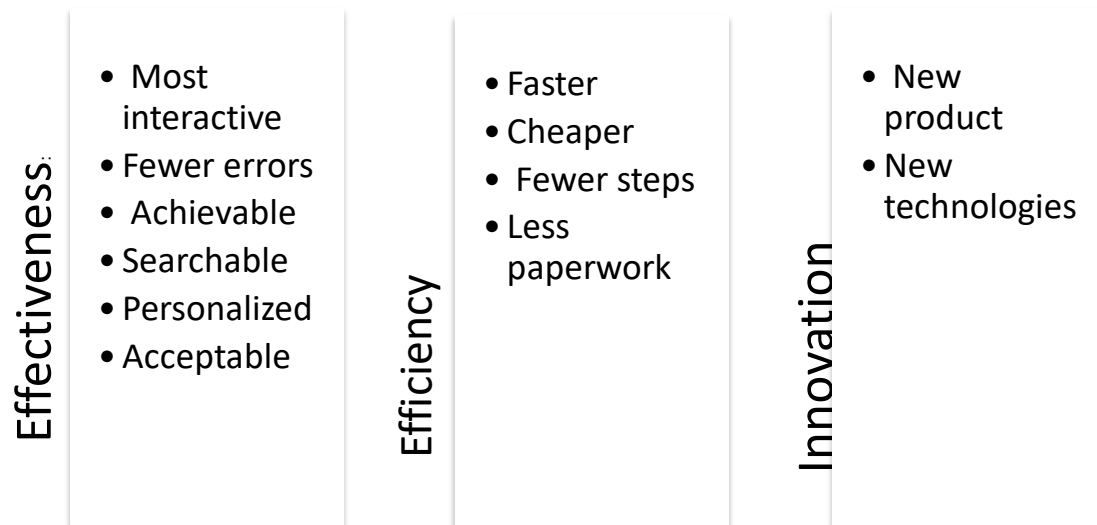 Effectiveness:
• Most
interactive
• Fewer errors
• Achievable
• Searchable
• Personalized
• Acceptable
Efficiency
• Faster
• Cheaper
• Fewer steps
• Less
paperwork
Innovation
• New
product
• New
technologies